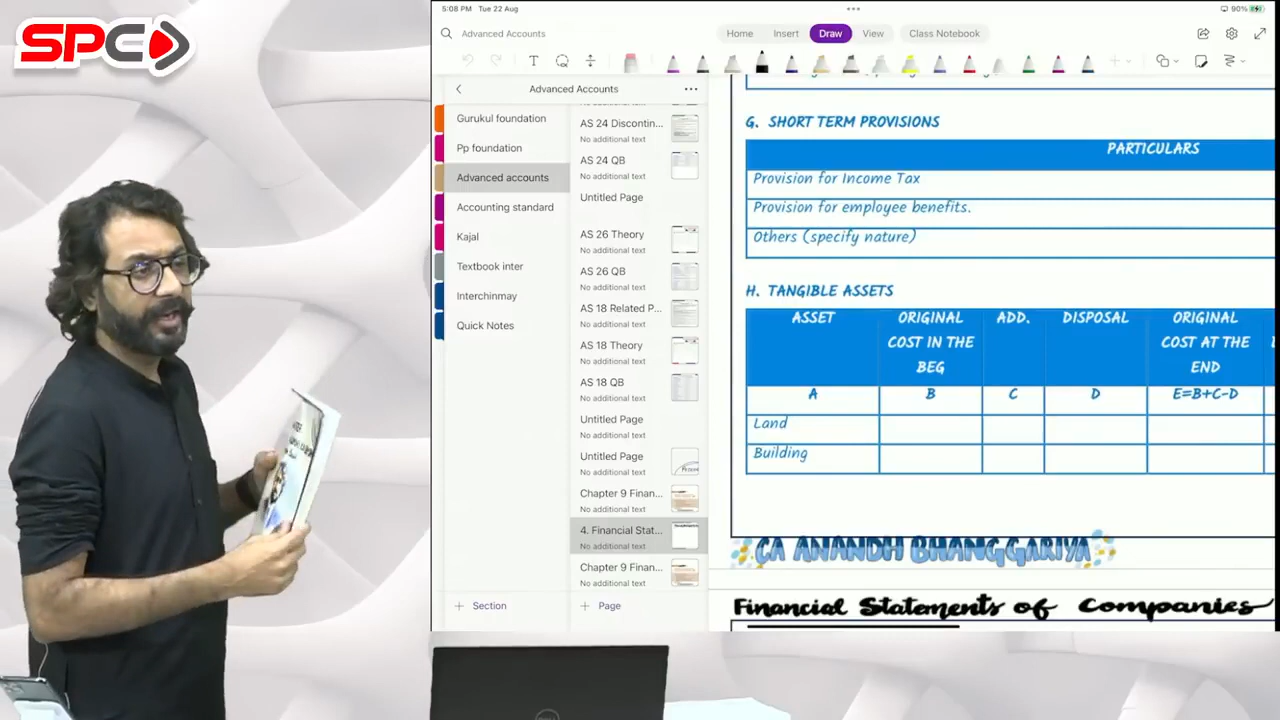 SPC
5:08 PM Tue 22 Aug
90%
Advanced Accounts
Home Insert Draw View Class Notebook
T
Advanced Accounts
Gurukul foundation
Pp foundation
Advanced accounts
Accounting standard
Kajal
Textbook inter
Interchinmay
Quick Notes
+ Section
AS 24 Discontin...
No additional text
AS 24 QB
No additional text
Untitled Page
AS 26 Theory
No additional text
AS 26 QB
No additional text
AS 18 Related P...
No additional text
AS 18 Theory
No additional text
AS 18 QB
No additional text
Untitled Page
No additional text
Untitled Page
No additional text
Chapter 9 Finan...
No additional text
4. Financial Stat...
No additional text
Chapter 9 Finan...
No additional text
+ Page
G. SHORT TERM PROVISIONS
PARTICULARS
Provision for Income Tax
Provision for employee benefits.
Others (specify nature)
H. TANGIBLE ASSETS
ASSET ORIGINAL COST IN THE BEG ADD. DISPOSAL ORIGINAL COST AT THE END
A B C D E=B+C-D
Land
Building
CA ANANDH BHANGGARIYA
Financial Statements of Companies